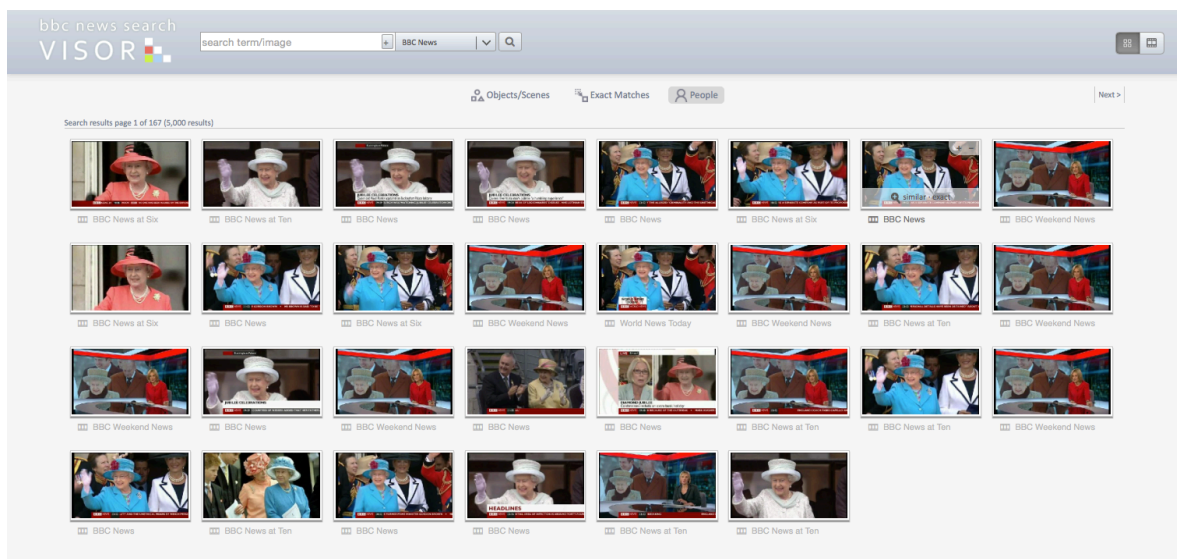 bbc news search
VISOR
search term/image
+
BBC News
Objects/Scenes
Exact Matches
People
Next >
Search results page 1 of 167 (5,000 results)
JUBILEE CELEBRATIONS
JUBILEE CELEBRATIONS
similar
exact
BBC News at Six
BBC News at Ten
BBC News
BBC News
BBC News
BBC News at Six
BBC News
BBC Weekend News
BBC News at Six
BBC News
BBC News at Six
BBC Weekend News
World News Today
BBC Weekend News
BBC News at Ten
BBC Weekend News
JUBILEE CELEBRATIONS
BBC Weekend News
BBC News
BBC Weekend News
BBC News
BBC News
BBC News at Ten
BBC News at Ten
BBC Weekend News
HEADLINES
BBC News
BBC News at Ten
BBC News
BBC News
BBC News at Ten
BBC News at Ten